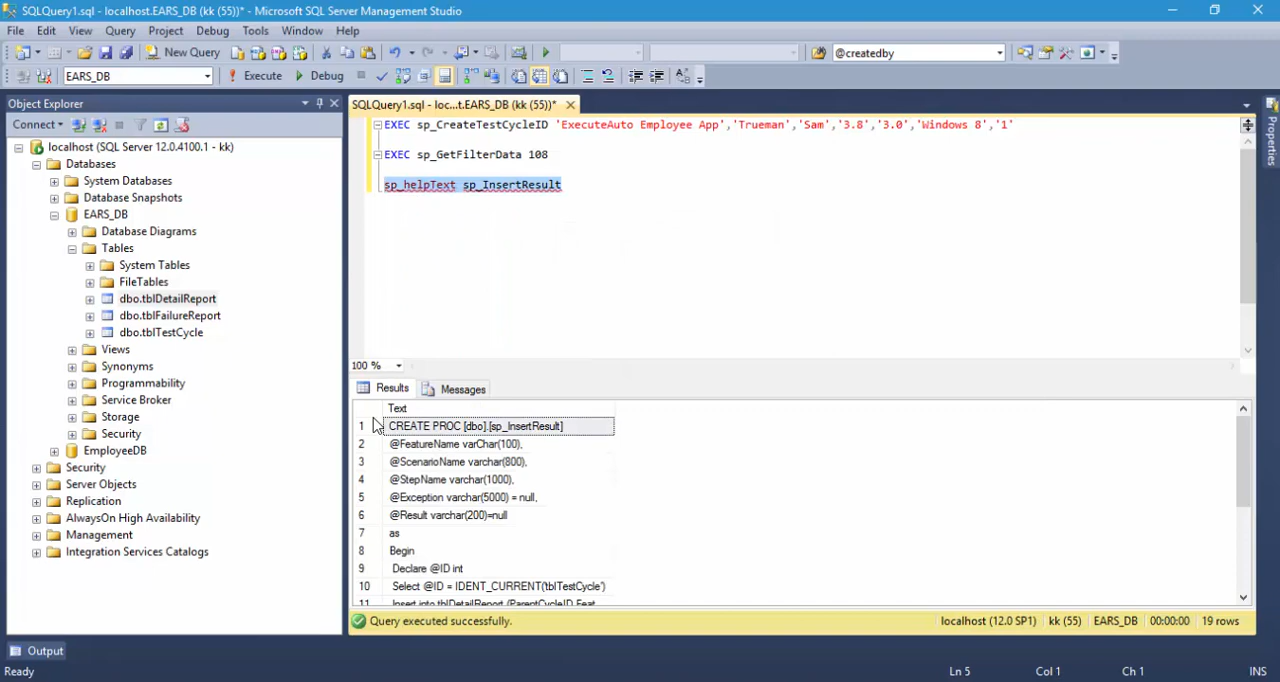 SQLQuery1.sql - localhost.EARS_DB (kk (55))* - Microsoft SQL Server Management Studio
File Edit View Query Project Debug Tools Window Help
New Query @createdby
EARS_DB Execute Debug
Object Explorer
Connect
localhost (SQL Server 12.0.4100.1 - kk)
Databases
System Databases
Database Snapshots
EARS_DB
Database Diagrams
Tables
System Tables
FileTables
dbo.tblDetailReport
dbo.tblFailureReport
dbo.tblTestCycle
Views
Synonyms
Programmability
Service Broker
Storage
Security
EmployeeDB
Security
Server Objects
Replication
AlwaysOn High Availability
Management
Integration Services Catalogs
SQLQuery1.sql - loc...t.EARS_DB (kk (55))*
EXEC sp_CreateTestCycleID 'ExecuteAuto Employee App','Trueman','Sam','3.8','3.0','Windows 8','1'
EXEC sp_GetFilterData 108
sp_helpText sp_InsertResult
100 %
Results Messages
Text
1 CREATE PROC [dbo].[sp_InsertResult]
2 @FeatureName varChar(100),
3 @ScenarioName varchar(800),
4 @StepName varchar(1000),
5 @Exception varchar(5000) = null,
6 @Result varchar(200)=null
7 as
8 Begin
9 Declare @ID int
10 Select @ID = IDENT_CURRENT('tblTestCycle')
11 Insert into tblDetailReport (ParentCycleID,Feat
Query executed successfully. localhost (12.0 SP1) kk (55) EARS_DB 00:00:00 19 rows
Properties
Output
Ready Ln 5 Col 1 Ch 1 INS